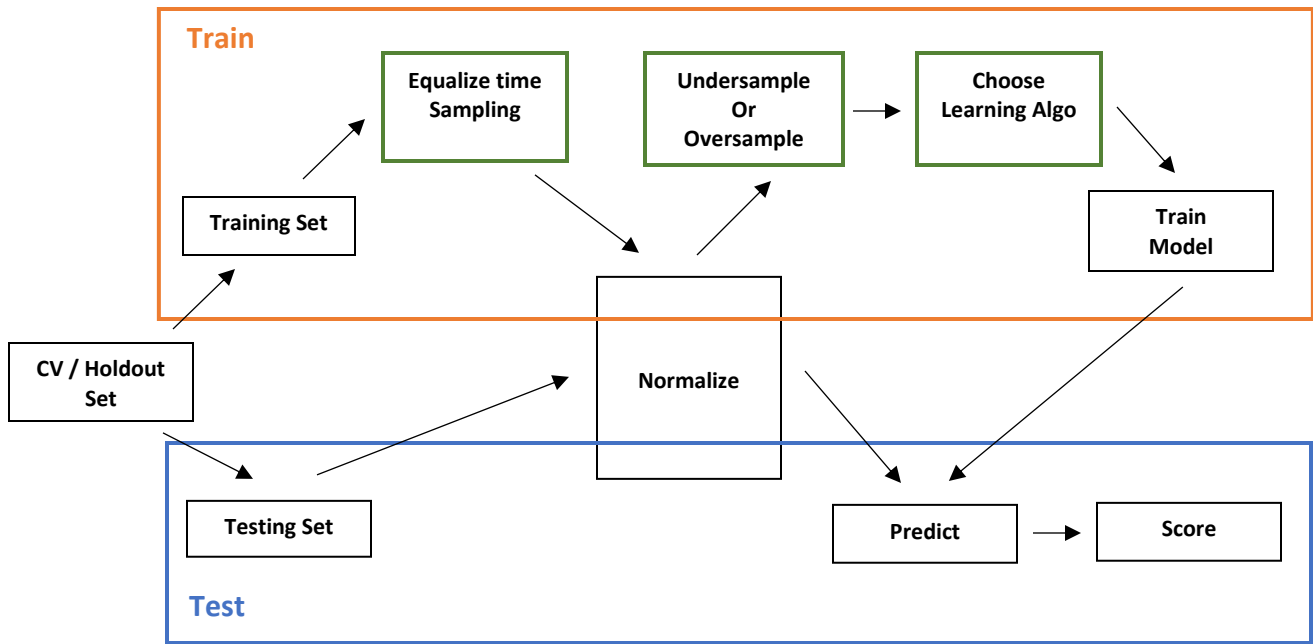 Train
Equalize time
Sampling
Undersample
Or
Oversample
Choose
Learning Algo
Training Set
Train
Model
CV / Holdout
Set
Normalize
Testing Set
Predict
Score
Test